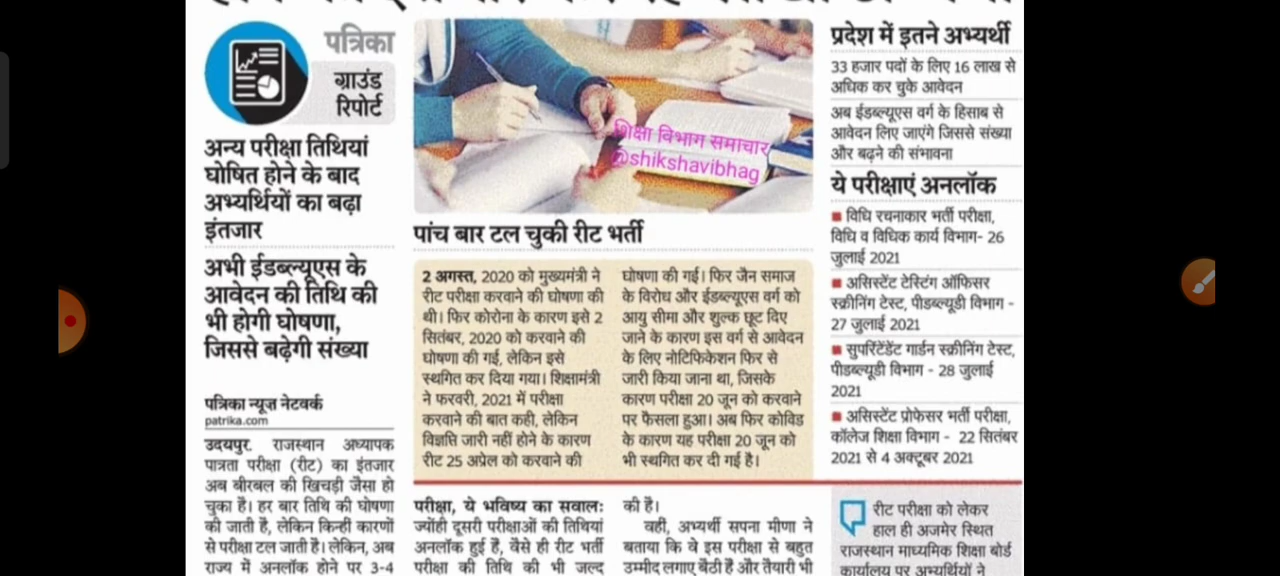 पत्रिका
ग्राउंड
रिपोर्ट
अन्य परीक्षा तिथियां
घोषित होने के बाद
अभ्यर्थियों का बढ़ा
इंतजार
अभी ईडब्ल्यूएस के
आवेदन की तिथि की
भी होगी घोषणा,
जिससे बढ़ेगी संख्या
पत्रिका न्यूज नेटवर्क
patrika.com
उदयपुर. राजस्थान अध्यापक
पात्रता परीक्षा (रीट) का इंतजार
अब बीरबल की खिचड़ी जैसा हो
चुका है। हर बार तिथि की घोषणा
की जाती है, लेकिन किन्हीं कारणों
से परीक्षा टल जाती है। लेकिन, अब
राज्य में अनलॉक होने पर 3-4
शिक्षा विभाग समाचार
@shikshavibhag
पांच बार टल चुकी रीट भर्ती
2 अगस्त, 2020 को मुख्यमंत्री ने
रीट परीक्षा करवाने की घोषणा की
थी। फिर कोरोना के कारण इसे 2
सितंबर, 2020 को करवाने की
घोषणा की गई, लेकिन इसे
स्थगित कर दिया गया। शिक्षामंत्री
ने फरवरी, 2021 में परीक्षा
करवाने की बात कही, लेकिन
विज्ञप्ति जारी नहीं होने के कारण
रीट 25 अप्रेल को करवाने की
घोषणा की गई। फिर जैन समाज
के विरोध और ईडब्ल्यूएस वर्ग को
आयु सीमा और शुल्क छूट दिए
जाने के कारण इस वर्ग से आवेदन
के लिए नोटिफिकेशन फिर से
जारी किया जाना था, जिसके
कारण परीक्षा 20 जून को करवाने
पर फैसला हुआ। अब फिर कोविड
के कारण यह परीक्षा 20 जून को
भी स्थगित कर दी गई है।
परीक्षा, ये भविष्य का सवाल:
ज्योंही दूसरी परीक्षाओं की तिथियां
अनलॉक हुई है, वैसे ही रीट भर्ती
परीक्षा की तिथि की भी जल्द
की है।
वहीं, अभ्यर्थी सपना मीणा ने
बताया कि वे इस परीक्षा से बहुत
उम्मीद लगाए बैठी हैं और तैयारी भी
प्रदेश में इतने अभ्यर्थी
33 हजार पदों के लिए 16 लाख से
अधिक कर चुके आवेदन
अब ईडब्ल्यूएस वर्ग के हिसाब से
आवेदन लिए जाएंगे जिससे संख्या
और बढ़ने की संभावना
ये परीक्षाएं अनलॉक
विधि रचनाकार भर्ती परीक्षा,
विधि व विधिक कार्य विभाग- 26
जुलाई 2021
असिस्टेंट टेस्टिंग ऑफिसर
स्क्रीनिंग टेस्ट, पीडब्ल्यूडी विभाग -
27 जुलाई 2021
सुपरिंटेंडेंट गार्डन स्क्रीनिंग टेस्ट,
पीडब्ल्यूडी विभाग - 28 जुलाई
2021
असिस्टेंट प्रोफेसर भर्ती परीक्षा,
कॉलेज शिक्षा विभाग - 22 सितंबर
2021 से 4 अक्टूबर 2021
रीट परीक्षा को लेकर
हाल ही अजमेर स्थित
राजस्थान माध्यमिक शिक्षा बोर्ड
कार्यालय पर अभ्यर्थियों ने